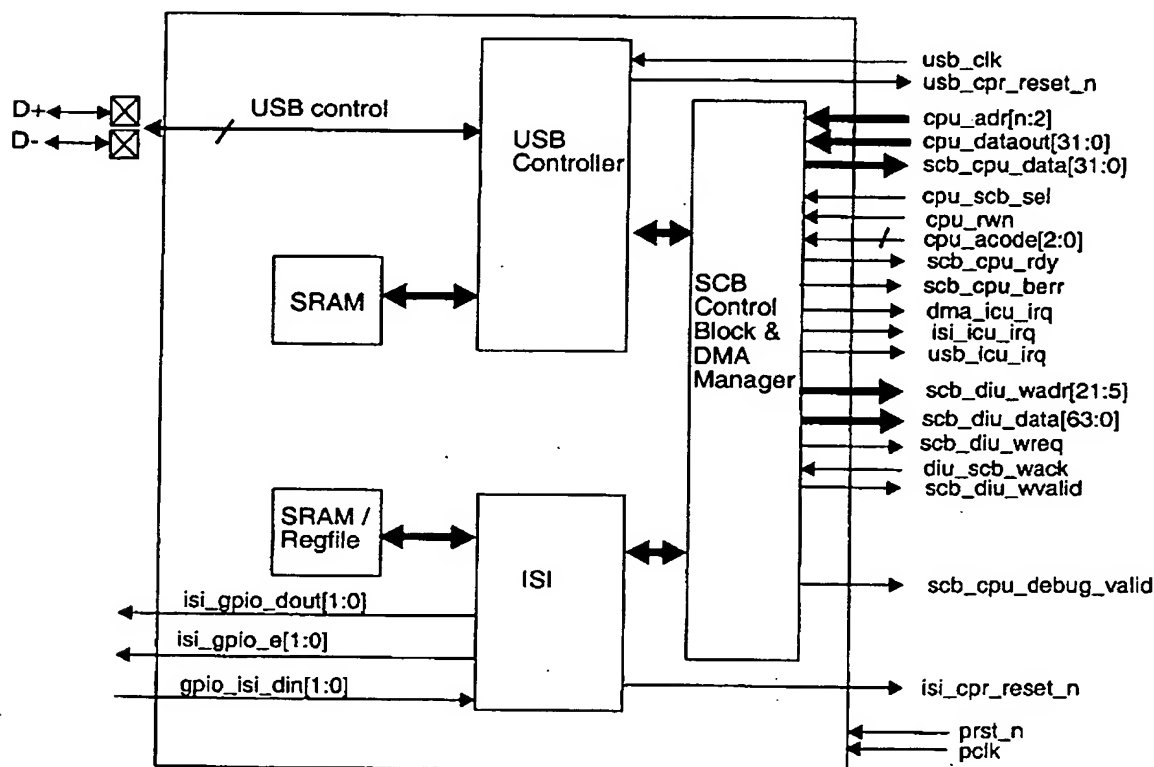 usb_clk
usb_cpr_reset_n
D+
USB control
D-
USB
Controller
cpu_adr[n:2]
cpu_dataout[31:0]
scb_cpu_data[31:0]
cpu_scb_sel
cpu_rwn
cpu_acode[2:0]
scb_cpu_rdy
scb_cpu_berr
dma_icu_irq
isi_icu_irq
usb_icu_irq
SRAM
SCB
Control
Block &
DMA
Manager
scb_diu_wadr[21:5]
scb_diu_data[63:0]
scb_diu_wreq
diu_scb_wack
scb_diu_wvalid
SRAM /
Regfile
ISI
scb_cpu_debug_valid
isi_gpio_dout[1:0]
isi_gpio_e[1:0]
gpio_isi_din[1:0]
isi_cpr_reset_n
prst_n
pclk